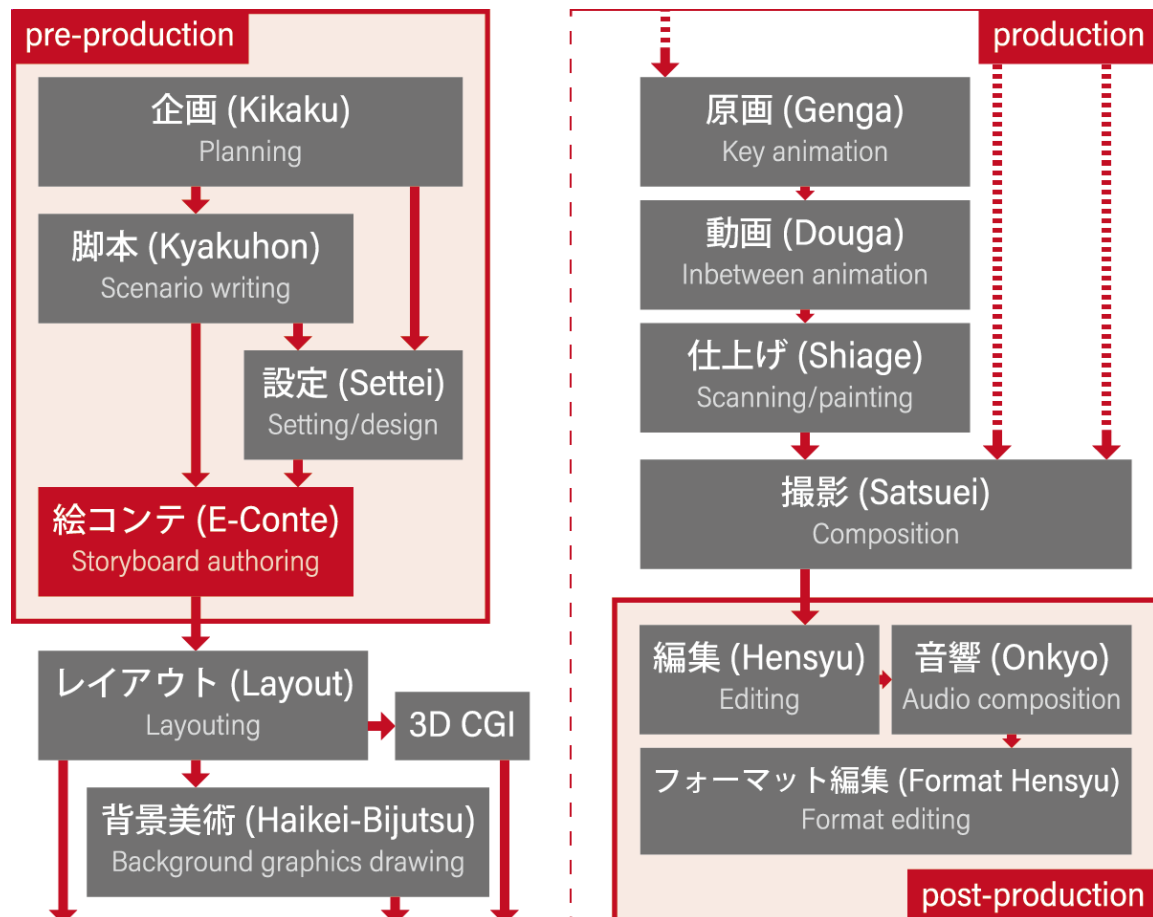 pre-production
企画 (Kikaku)
Planning
脚本 (Kyakuhon)
Scenario writing
設定 (Settei)
Setting/design
絵コンテ (E-Conte)
Storyboard authoring
レイアウト (Layout)
Layouting
3D CGI
背景美術 (Haikei-Bijutsu)
Background graphics drawing
production
原画 (Genga)
Key animation
動画 (Douga)
Inbetween animation
仕上げ (Shiage)
Scanning/painting
撮影 (Satsuei)
Composition
編集 (Hensyu)
Editing
音響 (Onkyo)
Audio composition
フォーマット編集 (Format Hensyu)
Format editing
post-production